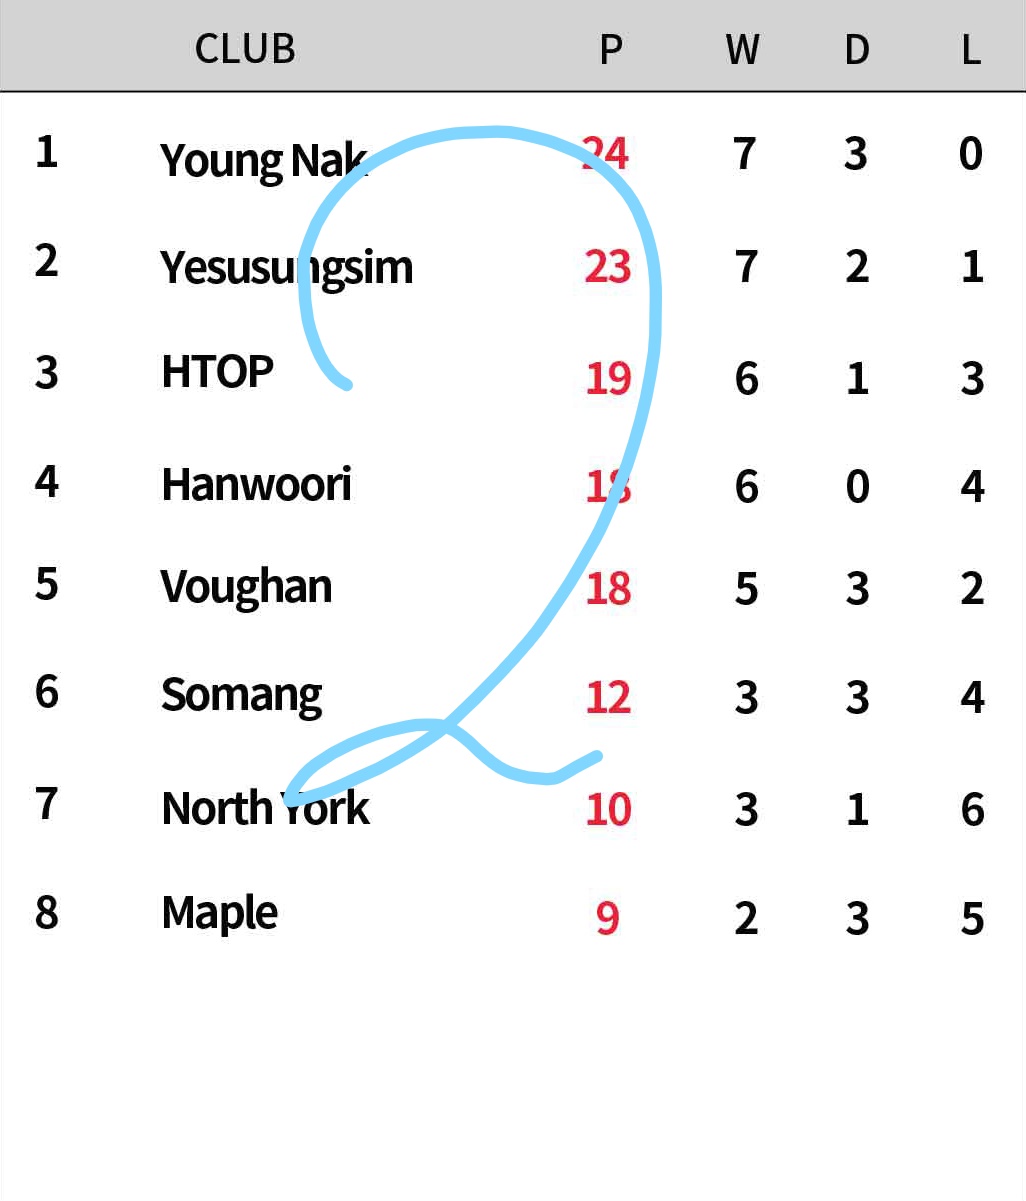 CLUB P W D L
1 Young Nak 24 7 3 0
2 Yesusungsim 23 7 2 1
3 HTOP 19 6 1 3
4 Hanwoori 18 6 0 4
5 Voughan 18 5 3 2
6 Somang 12 3 3 4
7 North York 10 3 1 6
8 Maple 9 2 3 5
2